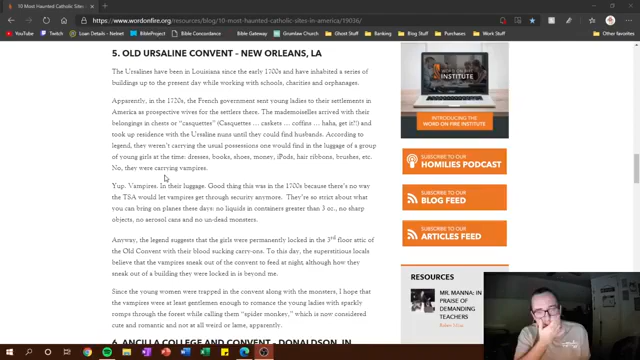 10 Most Haunted Catholic Sites in A
https://www.wordonfire.org/resources/blog/10-most-haunted-catholic-sites-in-america/19036/
YouTube
Twitch
Loan Details - Netnet
Bible Concordance
Grumlaw Church
Ghost Stuff
Banking
Blog Stuff
Shopping
Money
Other favorites
5. OLD URSALINE CONVENT - NEW ORLEANS, LA
The Ursalines have been in Louisiana since the early 1700s and have inhabited a series of
buildings up to the present day while working with schools, charities and orphanages.
Apparently, in the 1720s, the French government sent young ladies to their settlements in
America as prospective wives for the settlers there. The mademoiselles arrived with their
belongings in chests or "casquettes" (Casquettes ... caskets ... coffins ... haha, get it?) and
took up residence with the Ursaline nuns until they could find husbands. According to
legend, they weren't carrying the usual possessions one would find in the luggage of a group
of young girls at the time: dresses, books, shoes, money, iPads, hair ribbons, brushes, etc.
No, they were carrying vampires.
Yup. Vampires. In their luggage. Good thing this was in the 1700s because there's no way the
TSA would let vampires get through security anymore. They're so strict about what
you can bring on planes these days: no liquids in containers greater than 3 oz., no sharp
objects, no aerosol cans and no undead monsters.
Anyway, the legend suggests that the girls were permanently locked in the 3rd floor attic of
the Old Convent with their blood sucking carry-ons. To this day, the superstitious locals
believe that the vampires sneak out of the convent to feed at night, although how they
sneak out of a building they were locked in is beyond me.
Since the young women were trapped in the convent along with the monsters, I hope that
the vampires were at least gentlemen enough to romance the young ladies with sparkly
romps through the forest while calling them "spider monkey", which is now considered
cute and romantic and not at all weird or lame, apparently.
6. ANCILLA COLLEGE AND CONVENT - DONALDSON, IN
INSTITUTE
INTRODUCING THE
WORD ON FIRE INSTITUTE
HOMILIES PODCAST
BLOG FEED
ARTICLES FEED
RESOURCES
MR. MANNA: IN
PRAISE OF
DEMANDING
TEACHERS